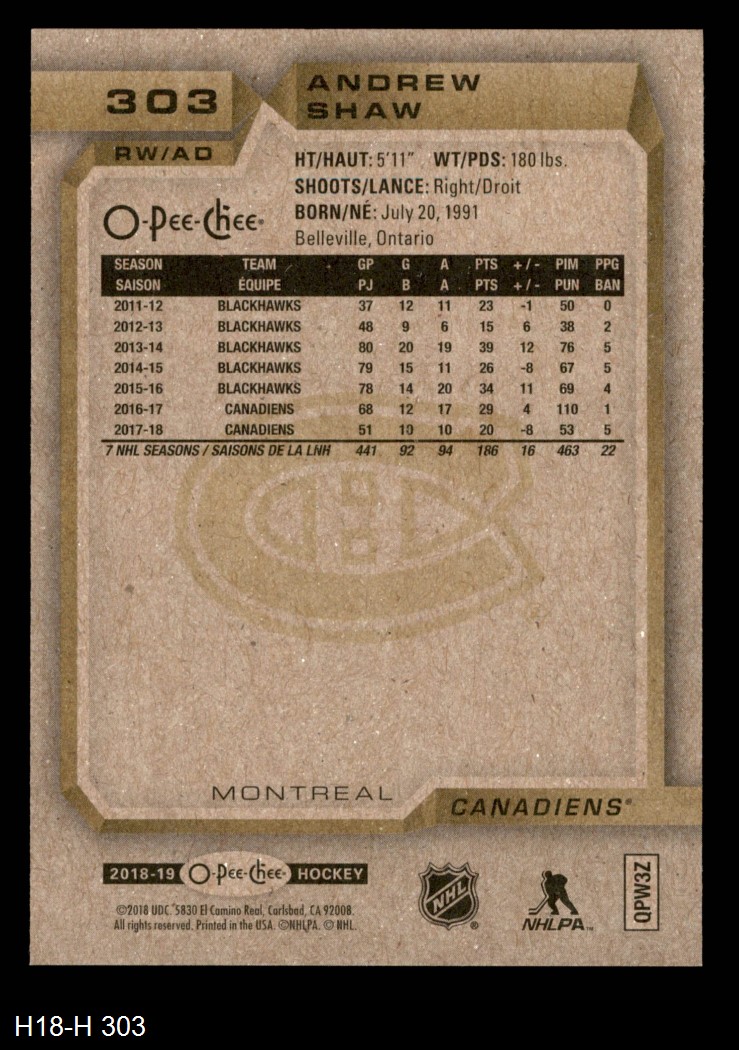 303
ANDREW
SHAW
RW/AD
HT/HAUT: 5'11" WT/PDS: 180 lbs.
SHOOTS/LANCE: Right/Droit
BORN/NÉ: July 20, 1991
Belleville, Ontario
O-Pee-Chee
SEASON TEAM GP G A PTS +/- PIM PPG
SAISON ÉQUIPE PJ B A PTS +/- PUN BAN
2011-12 BLACKHAWKS 37 12 11 23 -1 50 0
2012-13 BLACKHAWKS 48 9 6 15 6 38 2
2013-14 BLACKHAWKS 80 20 19 39 12 76 5
2014-15 BLACKHAWKS 79 15 11 26 -8 67 5
2015-16 BLACKHAWKS 78 14 20 34 11 69 4
2016-17 CANADIENS 68 12 17 29 4 110 1
2017-18 CANADIENS 51 10 10 20 -8 53 5
7 NHL SEASONS / SAISONS DE LA LNH 441 92 94 186 16 463 22
MONTREAL
CANADIENS®
2018-19 O-Pee-Chee HOCKEY
©2018 UDC. 5830 El Camino Real, Carlsbad, CA 92008.
All rights reserved. Printed in the USA. ©NHLPA. © NHL.
NHL ®
NHLPA™
QPW3Z
H18-H 303